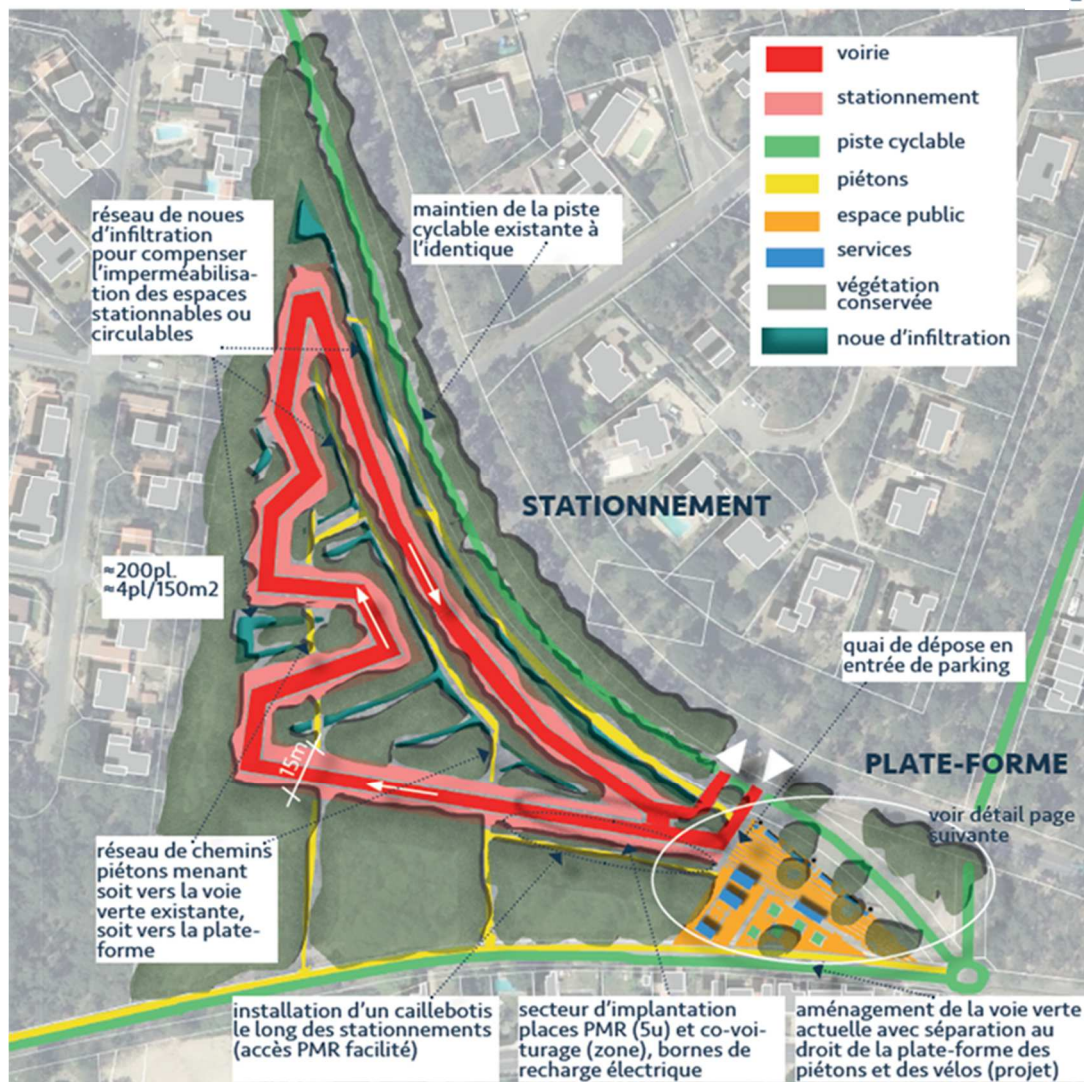 voirie
stationnement
piste cyclable
piétons
espace public
services
végétation
conservée
noue d'infiltration
réseau de noues
d'infiltration
pour compenser
l'imperméabilisa-
tion des espaces
stationnables ou
circulables
maintien de la piste
cyclable existante à
l'identique
STATIONNEMENT
≈200pl.
≈4pl/150m2
quai de dépose en
entrée de parking
PLATE-FORME
voir détail page
suivante
15m
réseau de chemins
piétons menant
soit vers la voie
verte existante,
soit vers la plate-
forme
installation d'un caillebotis
le long des stationnements
(accès PMR facilité)
secteur d'implantation
places PMR (5u) et co-voi-
turage (zone), bornes de
recharge électrique
aménagement de la voie verte
actuelle avec séparation au
droit de la plate-forme des
piétons et des vélos (projet)